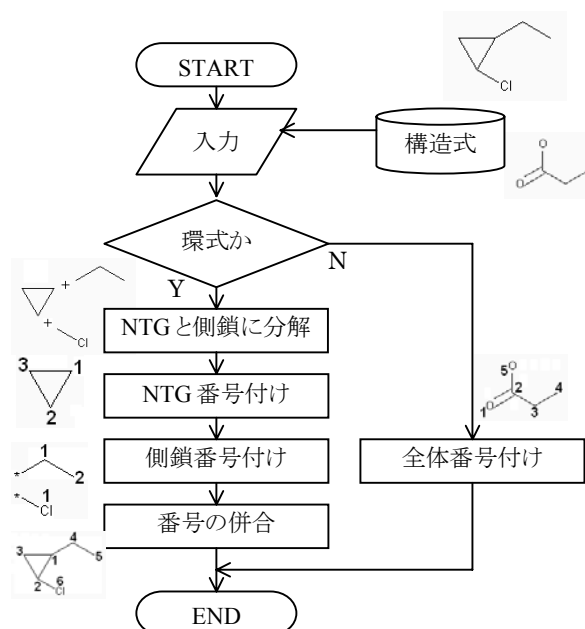 START
Cl
入力
構造式
O
O
環式か
N
Y
+
+
Cl
NTGと側鎖に分解
3 1
2
NTG 番号付け
5 O
2 4
O
1 3
1
* 2
側鎖番号付け
全体番号付け
* 1
Cl
番号の併合
4
3 1 5
2 6
Cl
END